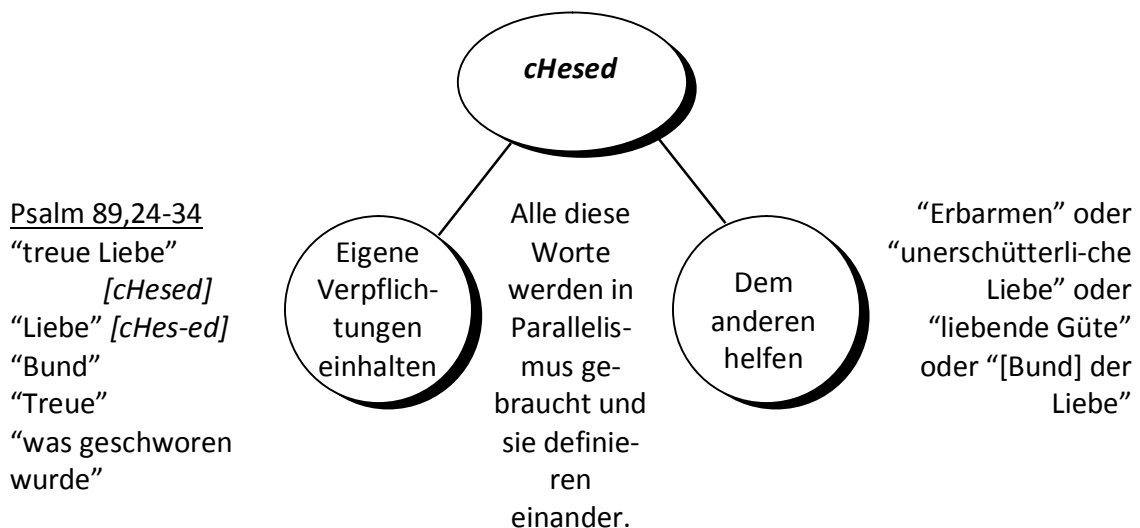 cHesed
Psalm 89,24-34
“treue Liebe”
[cHesed]
“Liebe” [cHes-ed]
“Bund”
“Treue”
“was geschworen
wurde”
Eigene
Verpflich-
tungen
einhalten
Alle diese
Worte
werden in
Parallelis-
mus ge-
braucht und
sie definie-
ren
einander.
Dem
anderen
helfen
“Erbarmen” oder
“unerschütterli-che
Liebe” oder
“liebende Güte”
oder “[Bund] der
Liebe”